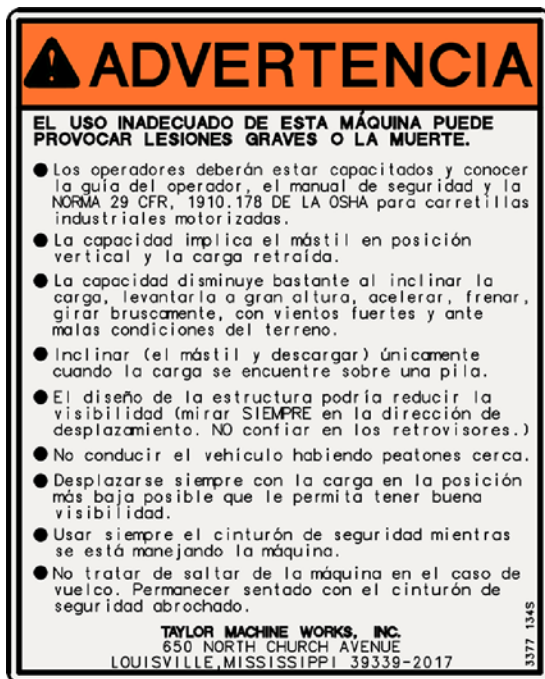 ADVERTENCIA
EL USO INADECUADO DE ESTA MÁQUINA PUEDE
PROVOCAR LESIONES GRAVES O LA MUERTE.
● Los operadores deberán estar capacitados y conocer
la guía del operador, el manual de seguridad y la
NORMA 29 CFR, 1910.178 DE LA OSHA para carretillas
industriales motorizadas.
● La capacidad implica el mástil en posición
vertical y la carga retraída.
● La capacidad disminuye bastante al inclinar la
carga, levantarla a gran altura, acelerar, frenar,
girar bruscamente, con vientos fuertes y ante
malas condiciones del terreno.
● Inclinar (el mástil y descargar) únicamente
cuando la carga se encuentre sobre una pila.
● El diseño de la estructura podría reducir la
visibilidad (mirar SIEMPRE en la dirección de
desplazamiento. NO confiar en los retrovisores.)
● No conducir el vehículo habiendo peatones cerca.
● Desplazarse siempre con la carga en la posición
más baja posible que le permita tener buena
visibilidad.
● Usar siempre el cinturón de seguridad mientras
se está manejando la máquina.
● No tratar de saltar de la máquina en el caso de
vuelco. Permanecer sentado con el cinturón de
seguridad abrochado.
TAYLOR MACHINE WORKS, INC.
650 NORTH CHURCH AVENUE
LOUISVILLE, MISSISSIPPI 39339-2017
3377 134S